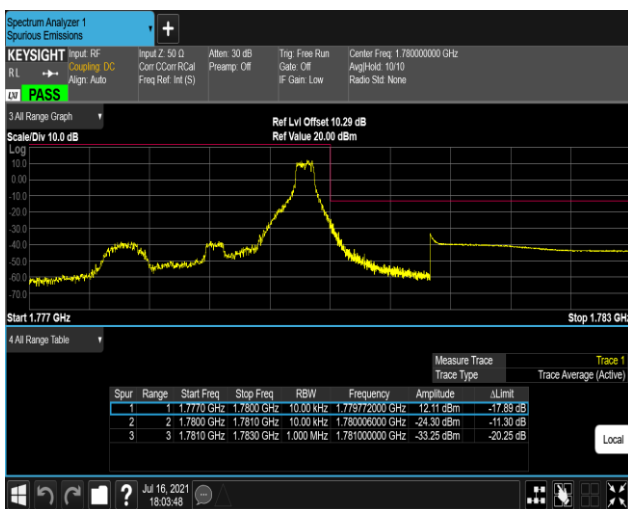 Spectrum Analyzer 1
Spurious Emissions
+
KEYSIGHT Input: RF Input Z: 50 Ω Atten: 30 dB Trig: Free Run Center Freq: 1.780000000 GHz
RL Coupling: DC Corr CCorr RCal Preamp: Off Gate: Off Avg|Hold: 10/10
Align: Auto Freq Ref: Int (S) IF Gain: Low Radio Std: None
LXI PASS
3 All Range Graph
Ref Lvl Offset 10.29 dB
Scale/Div 10.0 dB Ref Value 20.00 dBm
Log
10.0
0.00
-10.0
-20.0
-30.0
-40.0
-50.0
-60.0
-70.0
Start 1.777 GHz Stop 1.783 GHz
4 All Range Table
Measure Trace Trace 1
Trace Type Trace Average (Active)
Spur Range Start Freq Stop Freq RBW Frequency Amplitude ΔLimit
1 1 1.7770 GHz 1.7800 GHz 10.00 kHz 1.779772000 GHz 12.11 dBm -17.89 dB
2 2 1.7800 GHz 1.7810 GHz 10.00 kHz 1.780006000 GHz -24.30 dBm -11.30 dB
3 3 1.7810 GHz 1.7830 GHz 1.000 MHz 1.781000000 GHz -33.25 dBm -20.25 dB
Local
? Jul 16, 2021
18:03:48